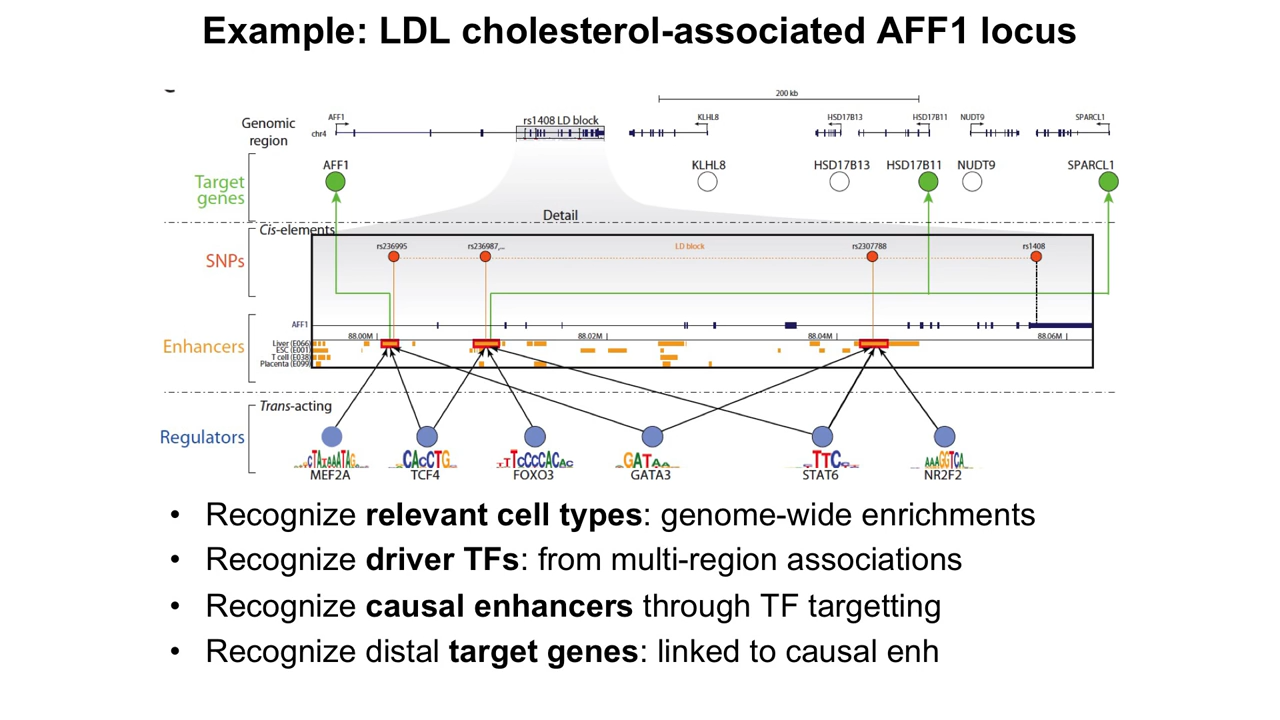 Example: LDL cholesterol-associated AFF1 locus
200 kb
Genomic region
chr4
AFF1
rs1408 LD block
KLHL8
HSD17B13
HSD17B11
NUDT9
SPARCL1
Target genes
AFF1
KLHL8
HSD17B13
HSD17B11
NUDT9
SPARCL1
Detail
Cis-elements
SNPs
rs236995
rs236987,...
LD block
rs2307788
rs1408
AFF1
88.00M
88.02M
88.04M
88.06M
Enhancers
Liver (E066)
ESC (E001)
T cell (E038)
Placenta (E099)
Trans-acting
Regulators
MEF2A
TCF4
FOXO3
GATA3
STAT6
NR2F2
• Recognize relevant cell types: genome-wide enrichments
• Recognize driver TFs: from multi-region associations
• Recognize causal enhancers through TF targetting
• Recognize distal target genes: linked to causal enh